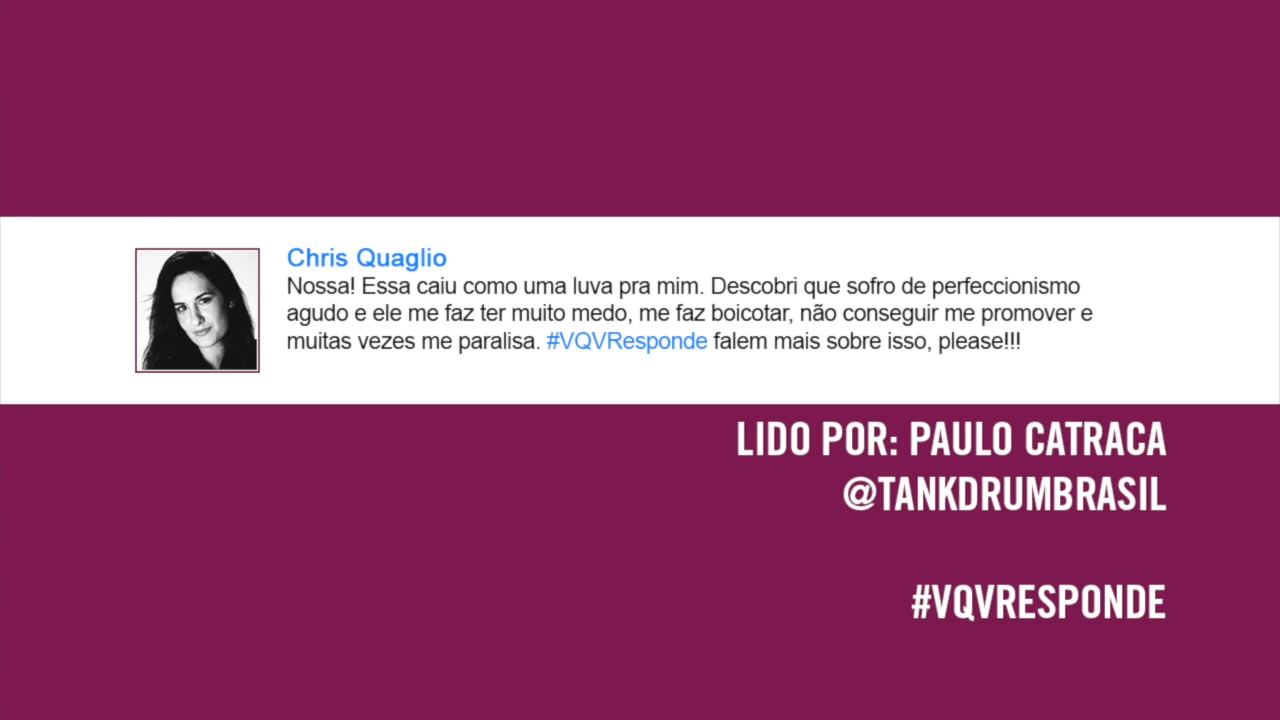 Chris Quaglio
Nossa! Essa caiu como uma luva pra mim. Descobri que sofro de perfeccionismo
agudo e ele me faz ter muito medo, me faz boicotar, não conseguir me promover e
muitas vezes me paralisa. #VQVResponde falem mais sobre isso, please!!!
LIDO POR: PAULO CATRACA
@TANKDRUMBRASIL
#VQVRESPONDE